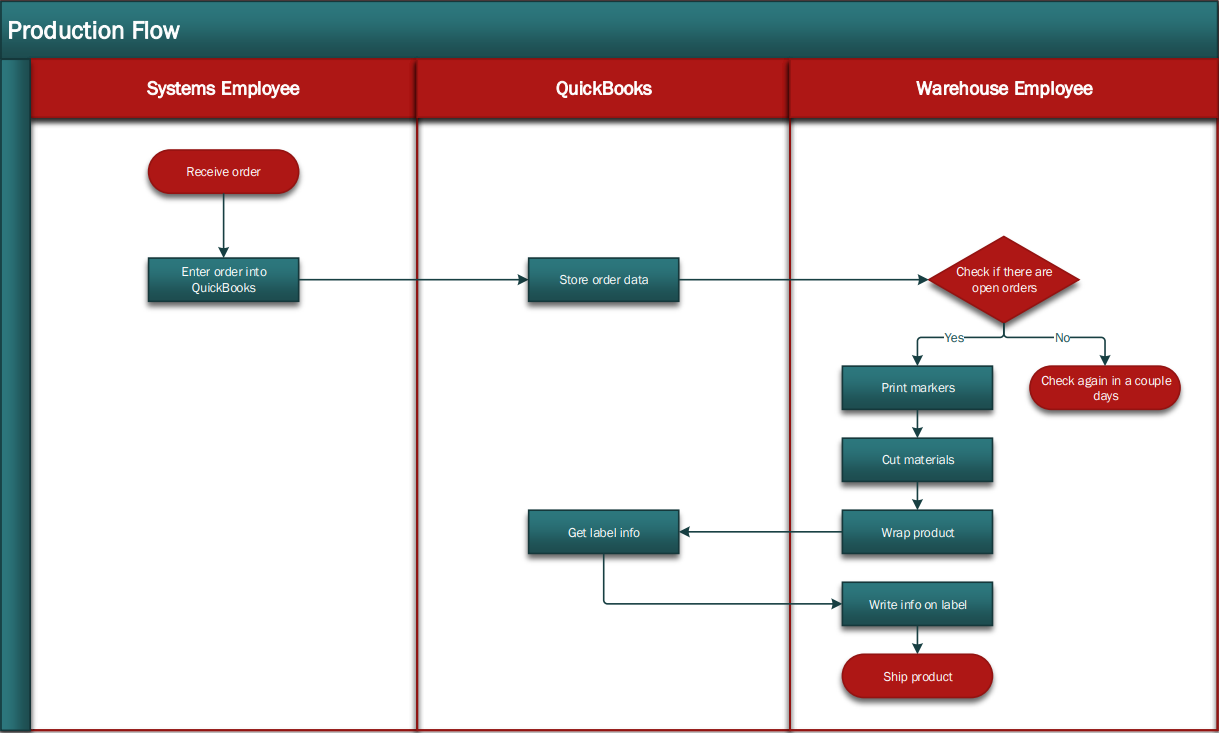 Production Flow
Systems Employee
QuickBooks
Warehouse Employee
Receive order
Enter order into
QuickBooks
Store order data
Check if there are
open orders
Yes
No
Print markers
Check again in a couple
days
Cut materials
Get label info
Wrap product
Write info on label
Ship product